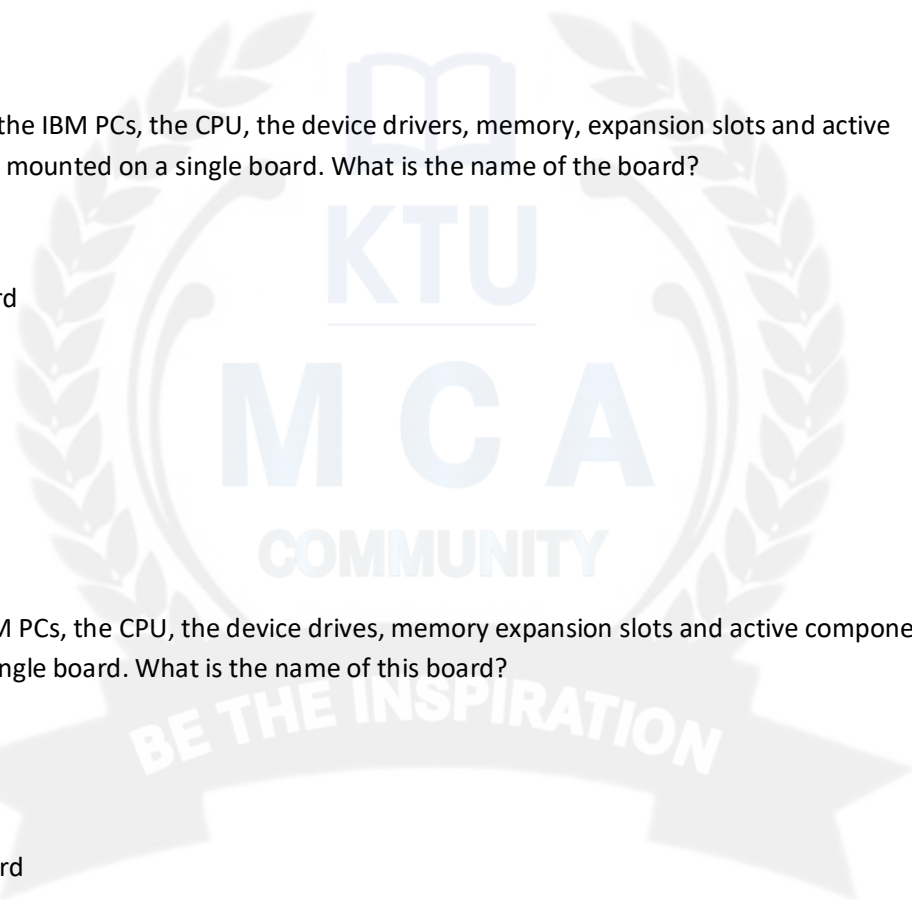 the IBM PCs, the CPU, the device drivers, memory, expansion slots and active
mounted on a single board. What is the name of the board?
KTU
rd
M C A
COMMUNITY
M PCs, the CPU, the device drives, memory expansion slots and active compone
ngle board. What is the name of this board?
BE THE INSPIRATION
rd